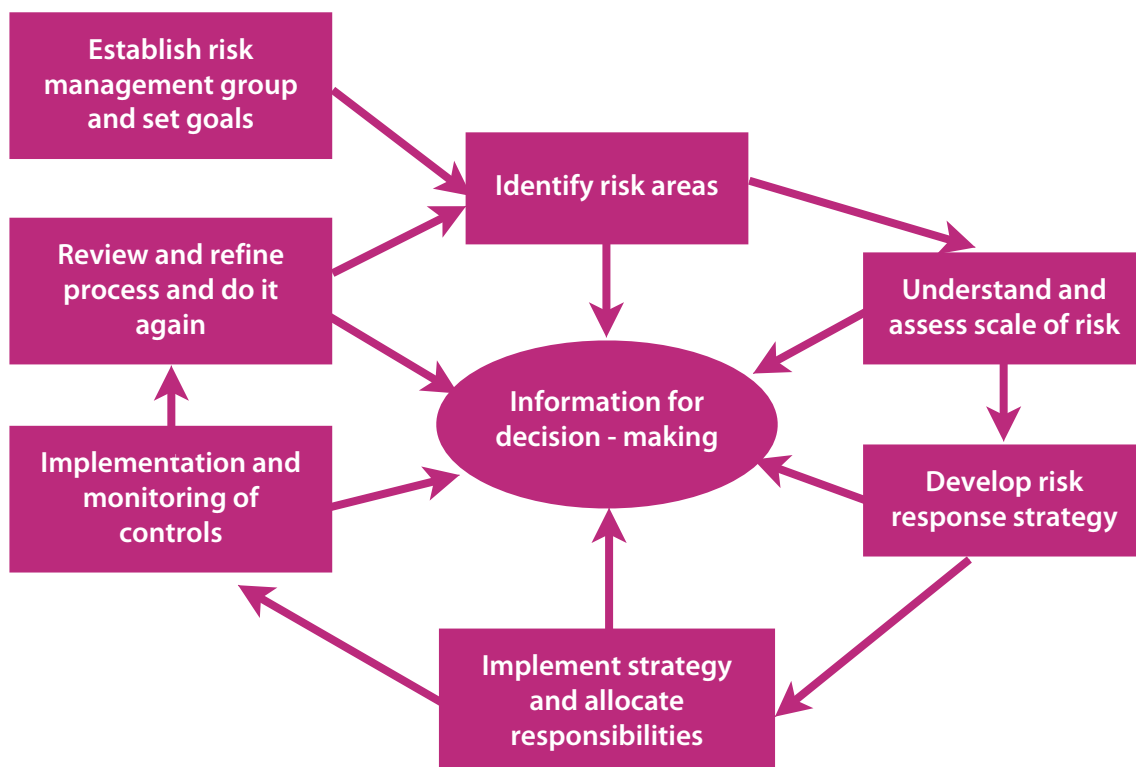 Establish risk
management group
and set goals
Identify risk areas
Understand and
assess scale of risk
Develop risk
response strategy
Implement strategy
and allocate
responsibilities
Implementation and
monitoring of
controls
Review and refine
process and do it
again
Information for
decision - making